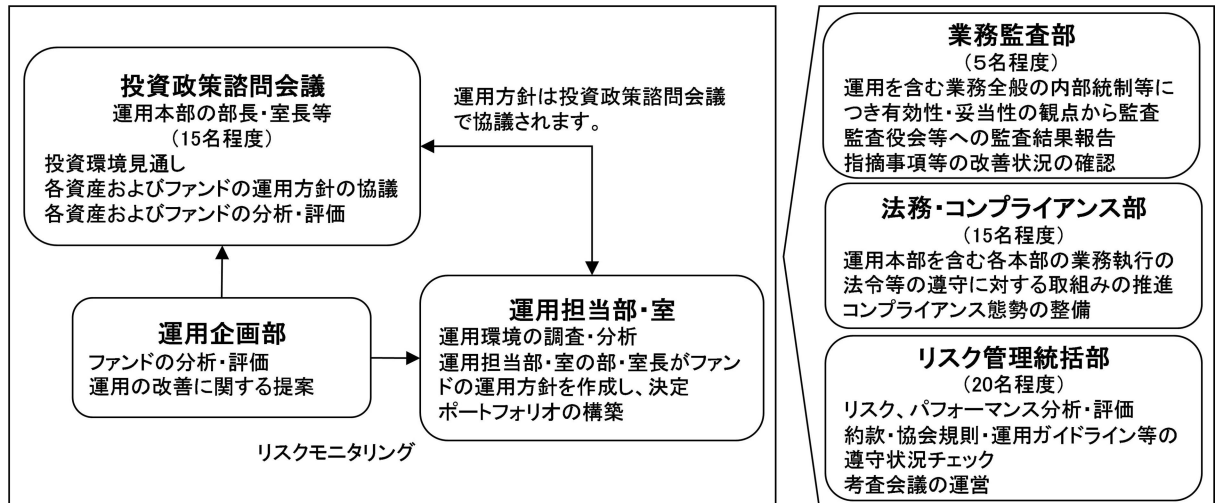 投資政策諮問会議
運用本部の部長・室長等
(15名程度)
投資環境見通し
各資産およびファンドの運用方針の協議
各資産およびファンドの分析・評価
運用方針は投資政策諮問会議
で協議されます。
運用企画部
ファンドの分析・評価
運用の改善に関する提案
運用担当部・室
運用環境の調査・分析
運用担当部・室の部・室長がファン
ドの運用方針を作成し、決定
ポートフォリオの構築
リスクモニタリング
業務監査部
(5名程度)
運用を含む業務全般の内部統制等に
つき有効性・妥当性の観点から監査
監査役会等への監査結果報告
指摘事項等の改善状況の確認
法務・コンプライアンス部
(15名程度)
運用本部を含む各本部の業務執行の
法令等の遵守に対する取組みの推進
コンプライアンス態勢の整備
リスク管理統括部
(20名程度)
リスク、パフォーマンス分析・評価
約款・協会規則・運用ガイドライン等の
遵守状況チェック
考査会議の運営